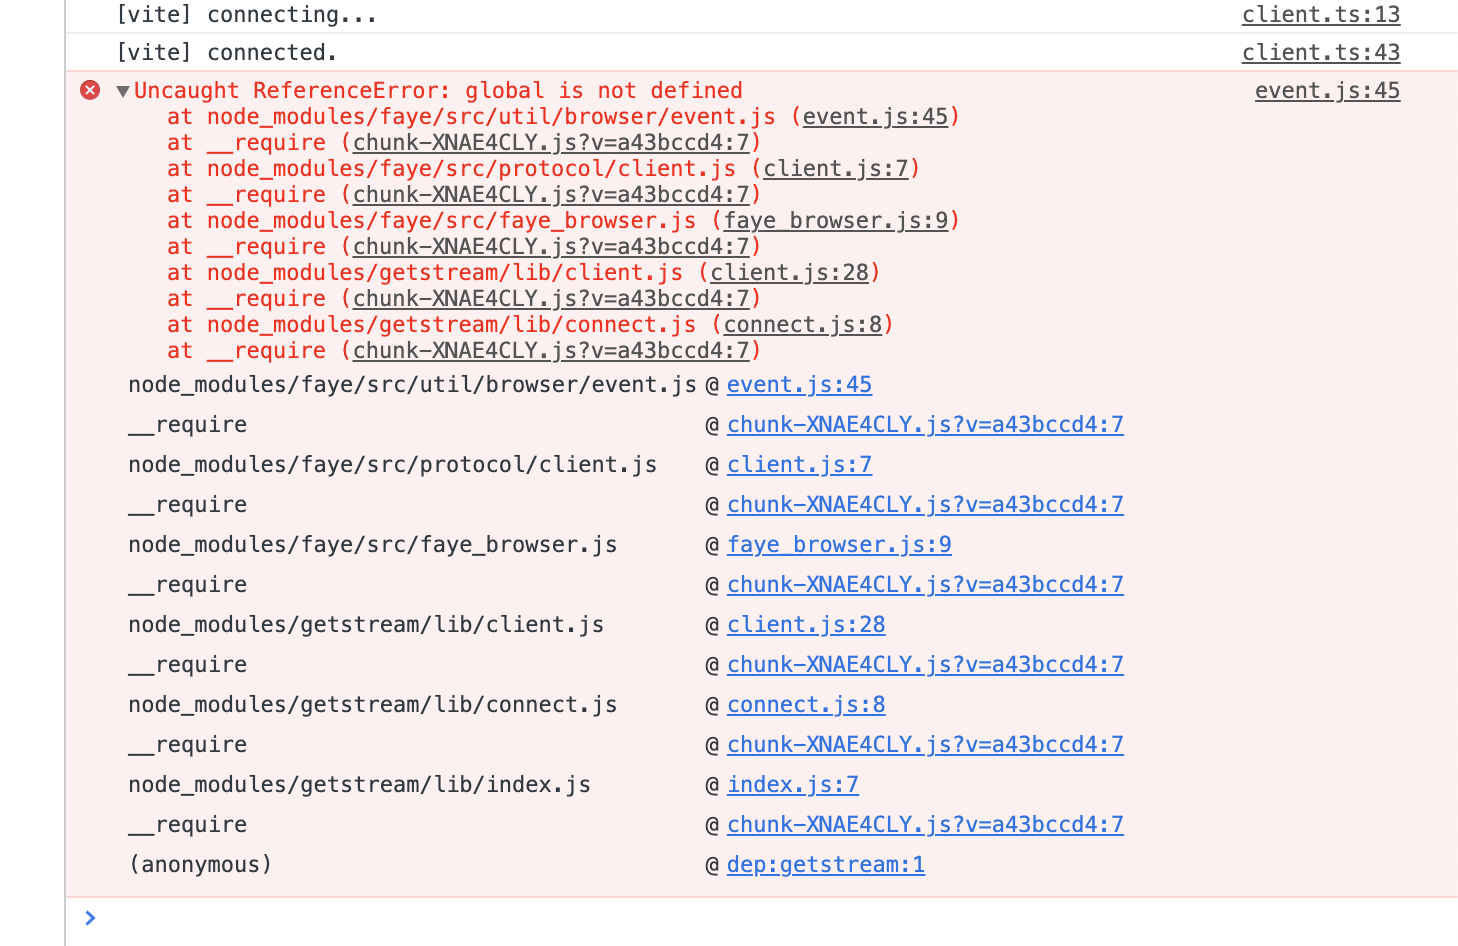 [vite] connecting... client.ts:13
[vite] connected. client.ts:43
▼Uncaught ReferenceError: global is not defined event.js:45
at node_modules/faye/src/util/browser/event.js (event.js:45)
at __require (chunk-XNAE4CLY.js?v=a43bccd4:7)
at node_modules/faye/src/protocol/client.js (client.js:7)
at __require (chunk-XNAE4CLY.js?v=a43bccd4:7)
at node_modules/faye/src/faye_browser.js (faye_browser.js:9)
at __require (chunk-XNAE4CLY.js?v=a43bccd4:7)
at node_modules/getstream/lib/client.js (client.js:28)
at __require (chunk-XNAE4CLY.js?v=a43bccd4:7)
at node_modules/getstream/lib/connect.js (connect.js:8)
at __require (chunk-XNAE4CLY.js?v=a43bccd4:7)
node_modules/faye/src/util/browser/event.js @ event.js:45
__require @ chunk-XNAE4CLY.js?v=a43bccd4:7
node_modules/faye/src/protocol/client.js @ client.js:7
__require @ chunk-XNAE4CLY.js?v=a43bccd4:7
node_modules/faye/src/faye_browser.js @ faye_browser.js:9
__require @ chunk-XNAE4CLY.js?v=a43bccd4:7
node_modules/getstream/lib/client.js @ client.js:28
__require @ chunk-XNAE4CLY.js?v=a43bccd4:7
node_modules/getstream/lib/connect.js @ connect.js:8
__require @ chunk-XNAE4CLY.js?v=a43bccd4:7
node_modules/getstream/lib/index.js @ index.js:7
__require @ chunk-XNAE4CLY.js?v=a43bccd4:7
(anonymous) @ dep:getstream:1